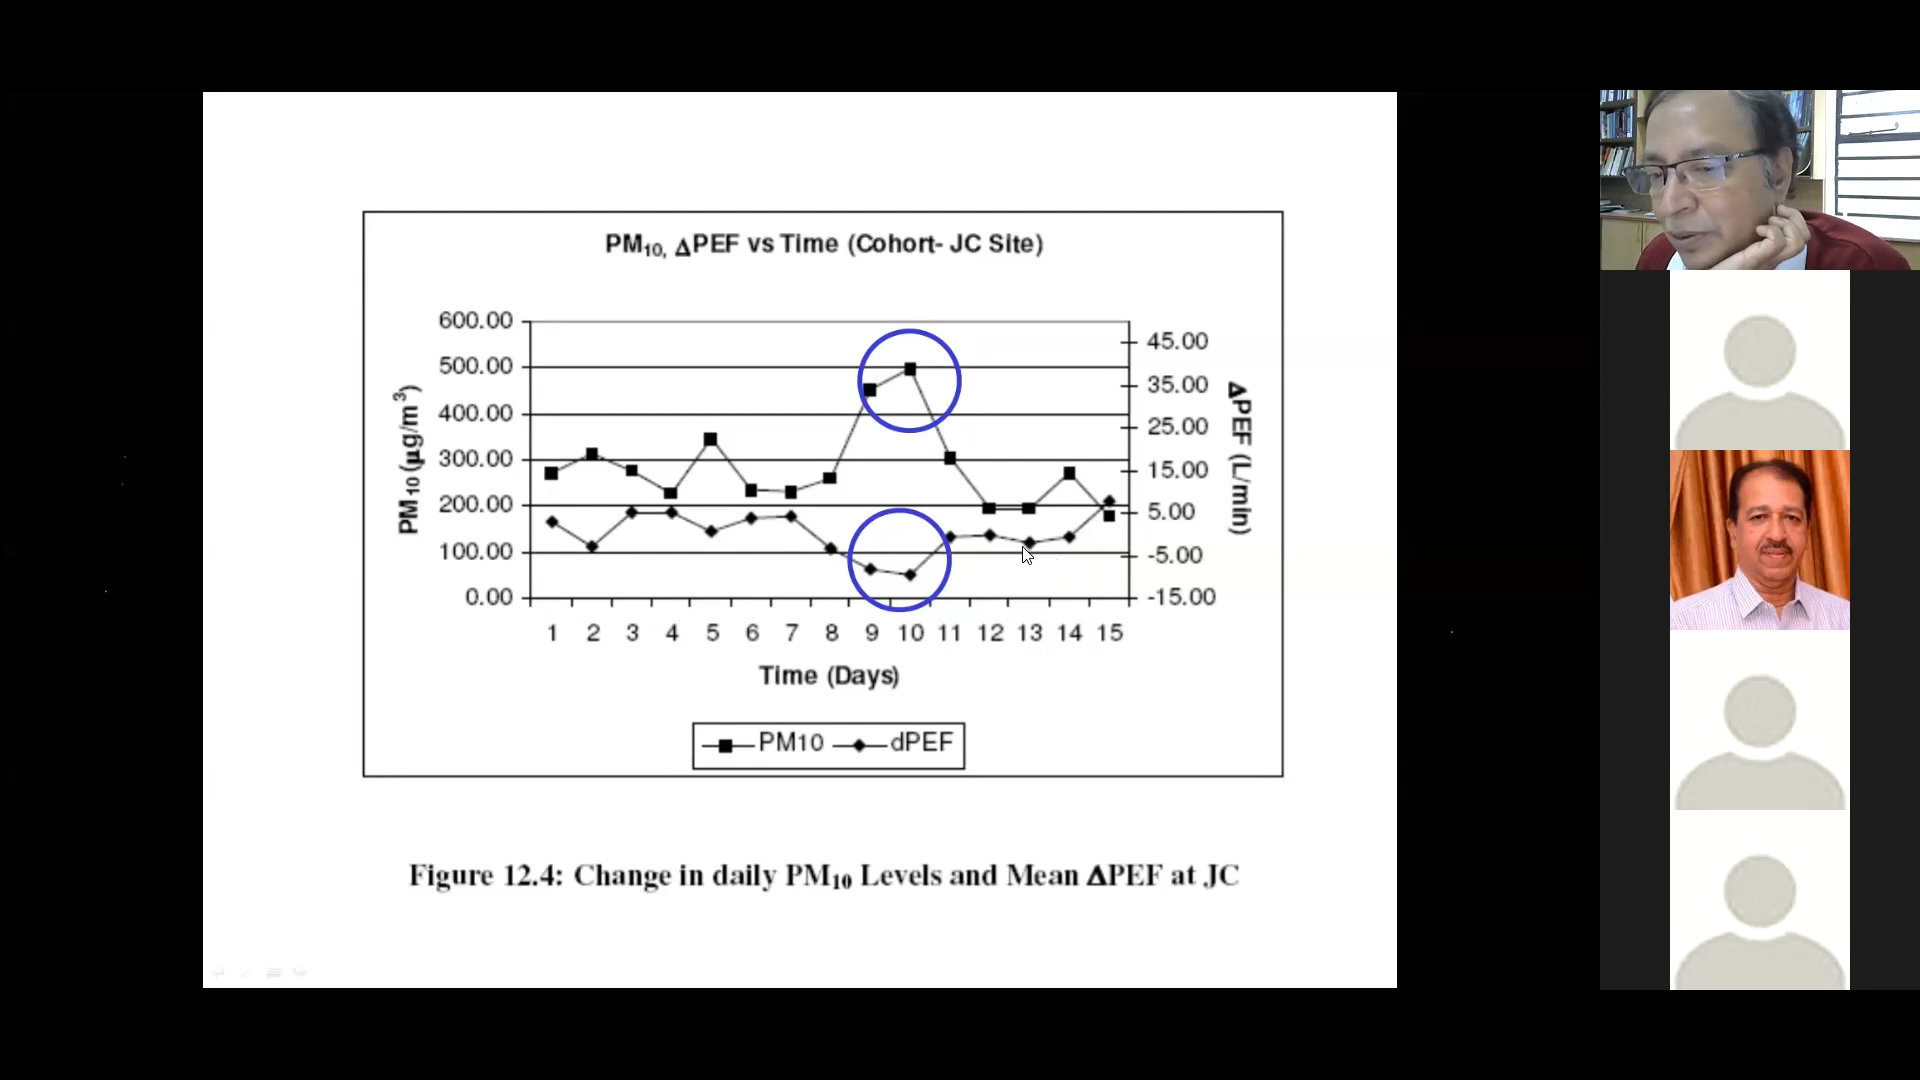 PM10, ΔPEF vs Time (Cohort- JC Site)
600.00
500.00
400.00
300.00
200.00
100.00
0.00
PM10 (µg/m3)
45.00
35.00
25.00
15.00
5.00
-5.00
-15.00
ΔPEF (L/min)
1 2 3 4 5 6 7 8 9 10 11 12 13 14 15
Time (Days)
PM10 dPEF
Figure 12.4: Change in daily PM10 Levels and Mean ΔPEF at JC